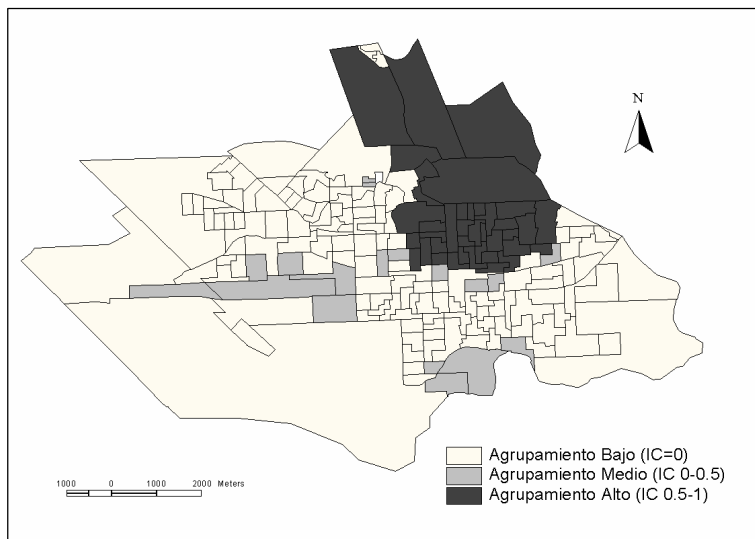 N
Agrupamiento Bajo (IC=0)
Agrupamiento Medio (IC 0-0.5)
Agrupamiento Alto (IC 0.5-1)
1000 0 1000 2000 Meters